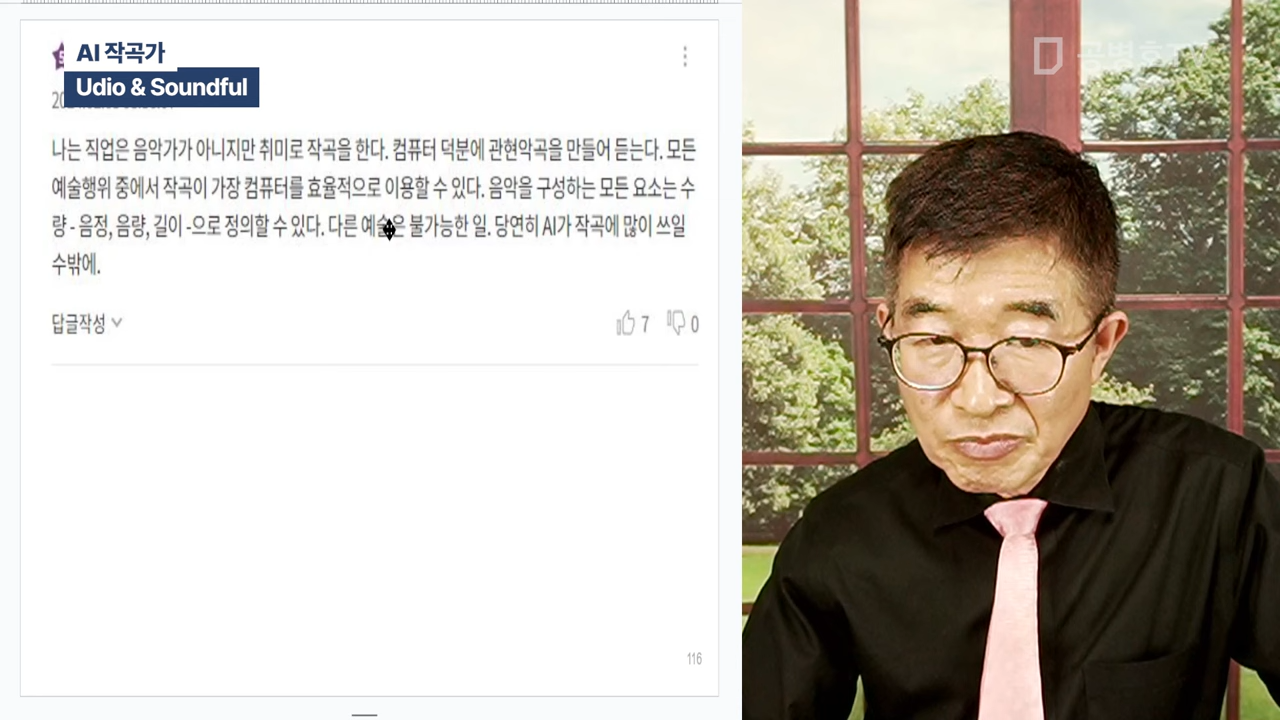 AI 작곡가
Udio & Soundful
나는 직업은 음악가가 아니지만 취미로 작곡을 한다. 컴퓨터 덕분에 관현악곡을 만들어 듣는다. 모든
예술행위 중에서 작곡이 가장 컴퓨터를 효율적으로 이용할 수 있다. 음악을 구성하는 모든 요소는 수
량 - 음정, 음량, 길이 -으로 정의할 수 있다. 다른 예술은 불가능한 일. 당연히 AI가 작곡에 많이 쓰일
수밖에.
답글작성
7
0
116
공병호TV